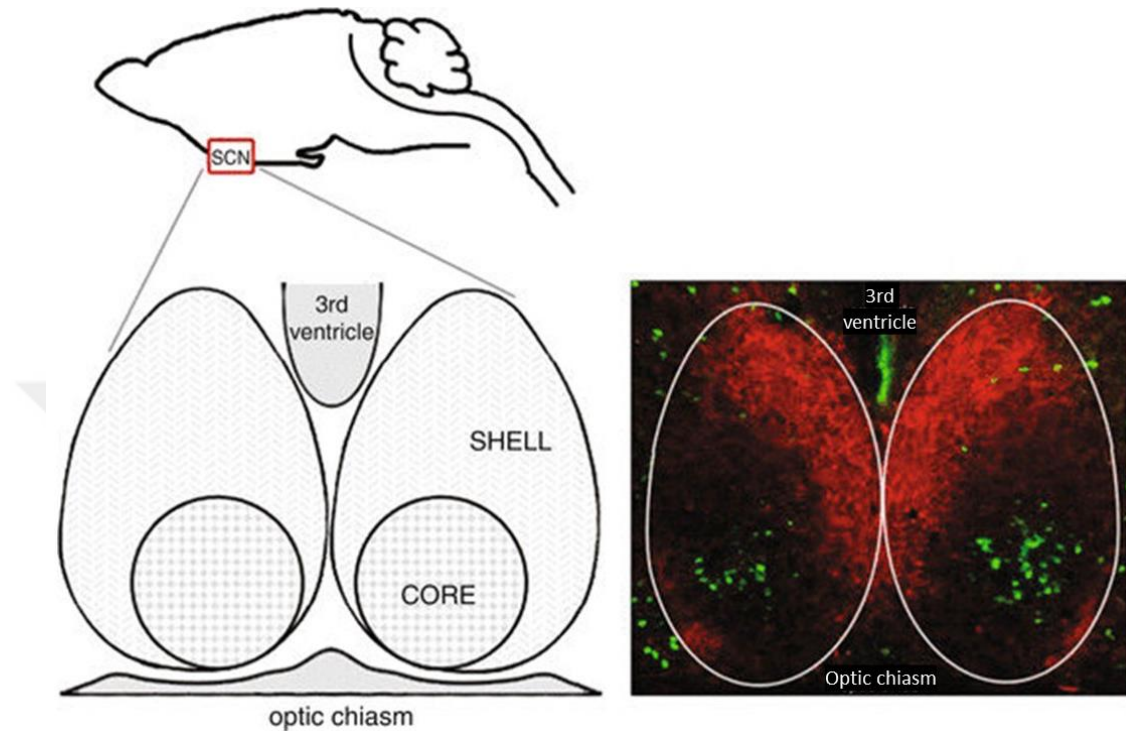 SCN
3rd
ventricle
SHELL
CORE
optic chiasm
3rd
ventricle
Optic chiasm